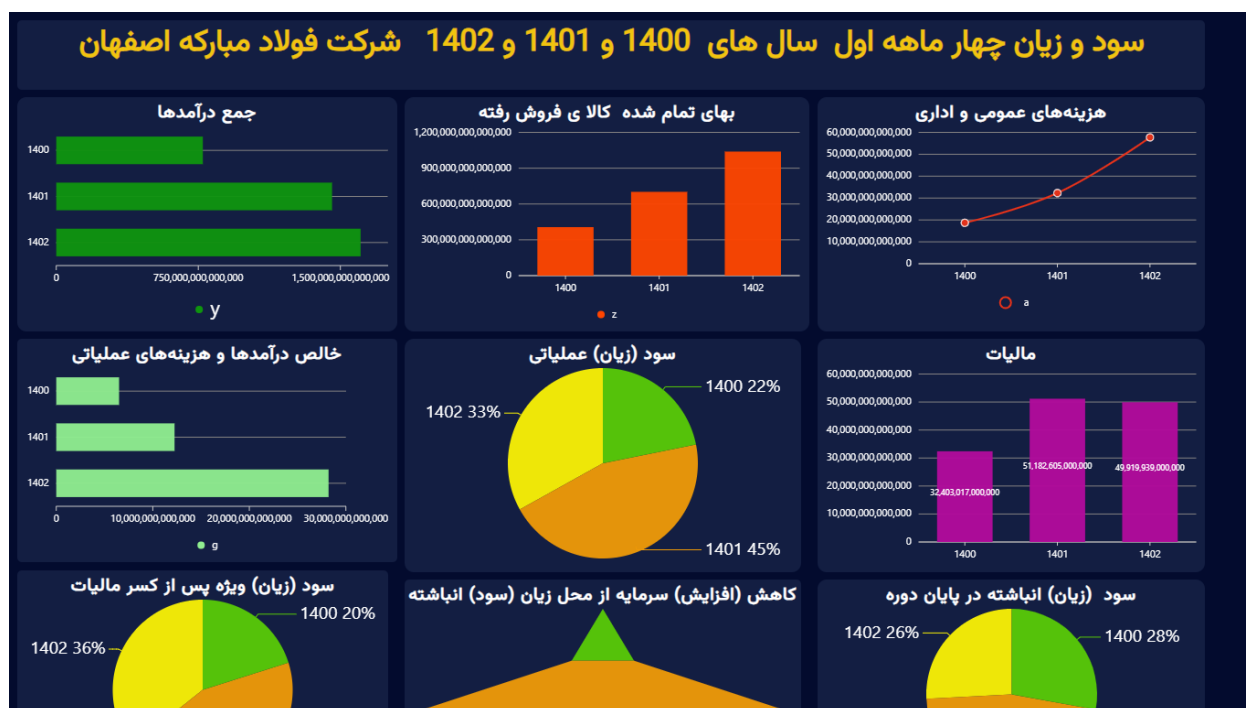 سود و زیان چهار ماهه اول سال های 1400 و 1401 و 1402 شرکت فولاد مبارکه اصفهان
هزینه‌های عمومی و اداری
60,000,000,000,000
50,000,000,000,000
40,000,000,000,000
30,000,000,000,000
20,000,000,000,000
10,000,000,000,000
0
1400 1401 1402
a
بهای تمام شده کالا ی فروش رفته
1,200,000,000,000,000
900,000,000,000,000
600,000,000,000,000
300,000,000,000,000
0
1400 1401 1402
z
جمع درآمدها
1400
1401
1402
0 750,000,000,000,000 1,500,000,000,000,000
y
مالیات
60,000,000,000,000
50,000,000,000,000
40,000,000,000,000
30,000,000,000,000
20,000,000,000,000
10,000,000,000,000
0
32,403,017,000,000 51,182,605,000,000 49,919,939,000,000
1400 1401 1402
سود (زیان) عملیاتی
1400 22%
1402 33%
1401 45%
خالص درآمدها و هزینه‌های عملیاتی
1400
1401
1402
0 10,000,000,000,000 20,000,000,000,000 30,000,000,000,000
g
سود (زیان) انباشته در پایان دوره
1402 26%
1400 28%
کاهش (افزایش) سرمایه از محل زیان (سود) انباشته
سود (زیان) ویژه پس از کسر مالیات
1400 20%
1402 36%